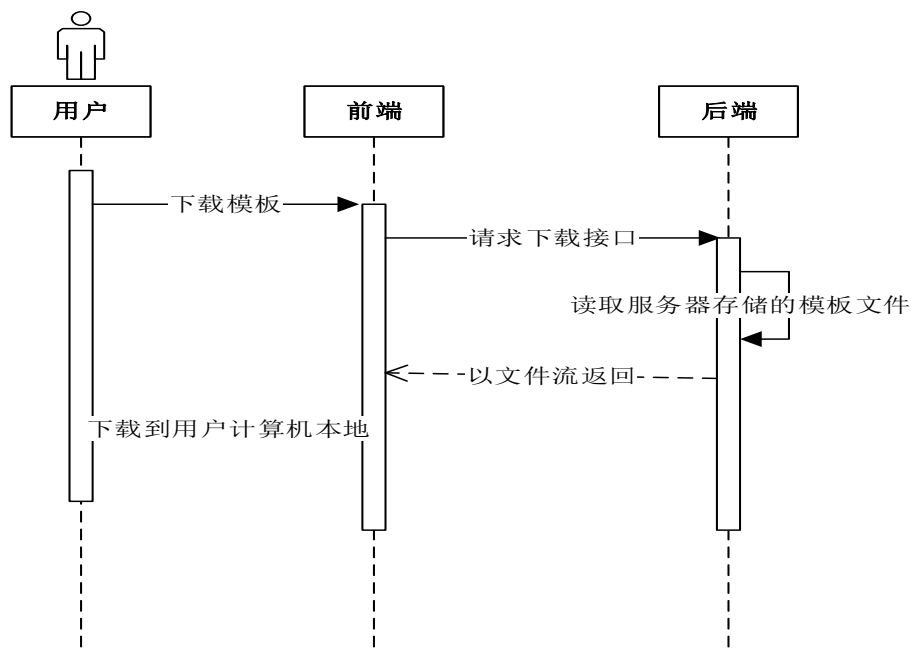 用户
前端
后端
下载模板
请求下载接口
读取服务器存储的模板文件
以文件流返回
下载到用户计算机本地